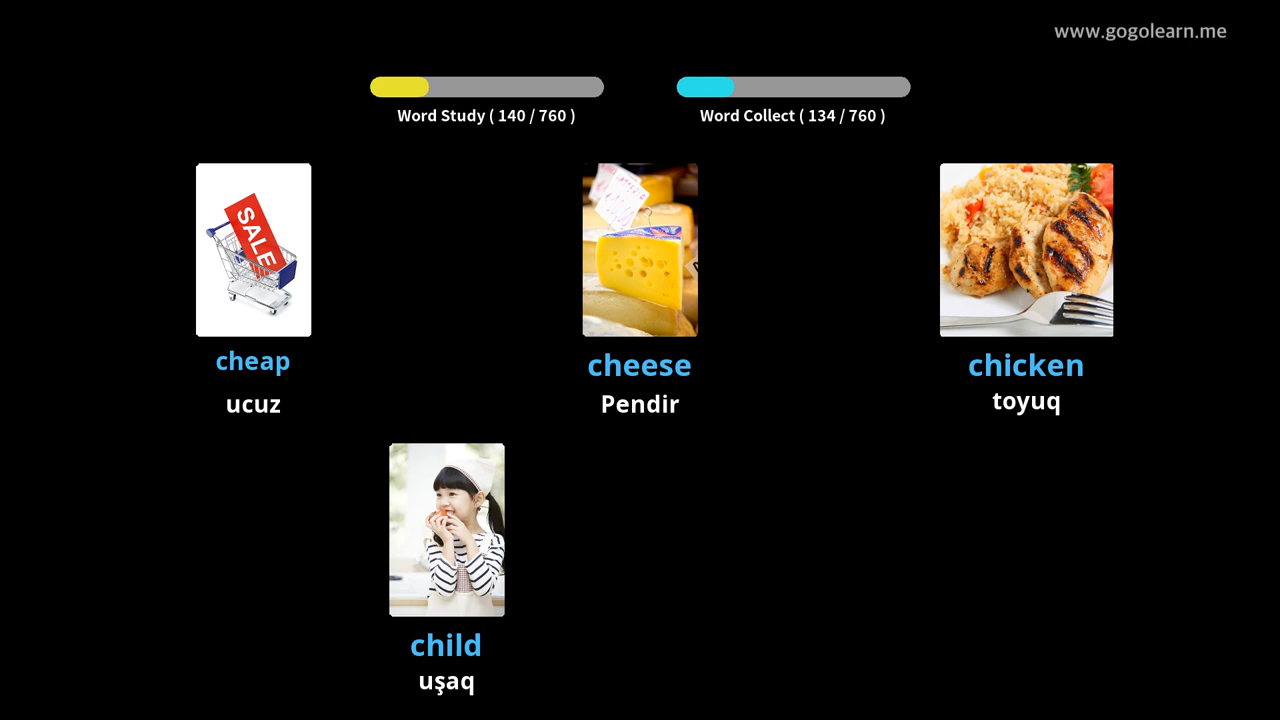 www.gogolearn.me
Word Study ( 140 / 760 )
Word Collect ( 134 / 760 )
SALE
cheap
ucuz
cheese
Pendir
chicken
toyuq
child
uşaq